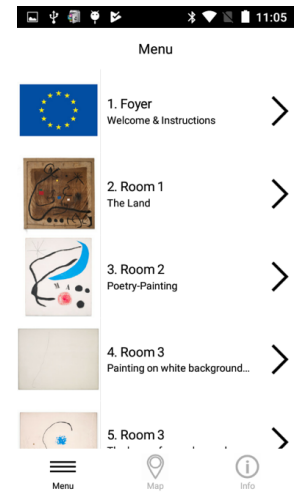 11:05
Menu
1. Foyer
Welcome & Instructions
2. Room 1
The Land
3. Room 2
Poetry-Painting
4. Room 3
Painting on white background...
5. Room 3
Menu
Map
Info